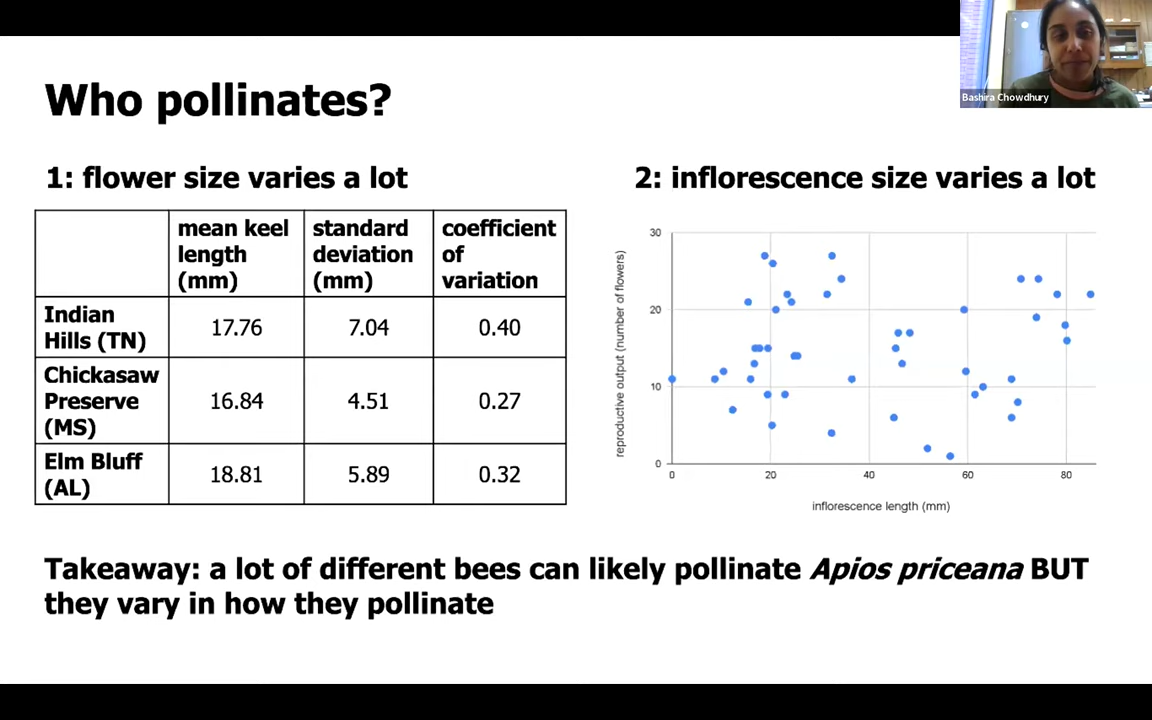 Bashira Chowdhury
Who pollinates?
1: flower size varies a lot
mean keel
length
(mm)
standard
deviation
(mm)
coefficient
of
variation
Indian
Hills (TN)
17.76
7.04
0.40
Chickasaw
Preserve
(MS)
16.84
4.51
0.27
Elm Bluff
(AL)
18.81
5.89
0.32
2: inflorescence size varies a lot
reproductive output (number of flowers)
30
20
10
0
0
20
40
60
80
inflorescence length (mm)
Takeaway: a lot of different bees can likely pollinate Apios priceana BUT
they vary in how they pollinate